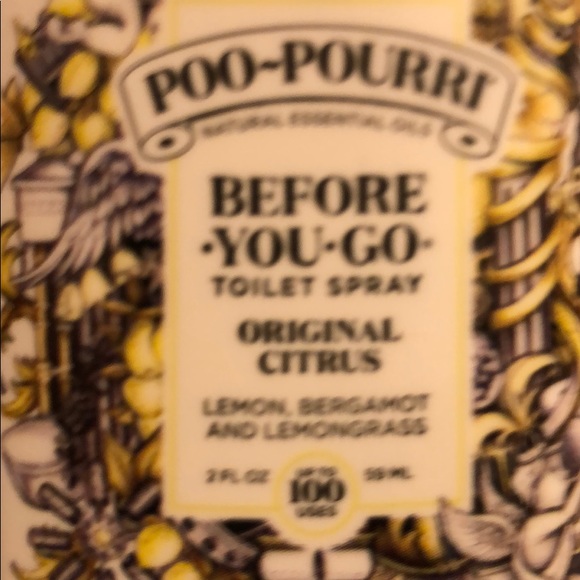 POO~POURRI
NATURAL ESSENTIAL OILS
BEFORE
·YOU·GO·
TOILET SPRAY
ORIGINAL
CITRUS
LEMON, BERGAMOT
AND LEMONGRASS
2 FL OZ UP TO 59 ML
100
USES